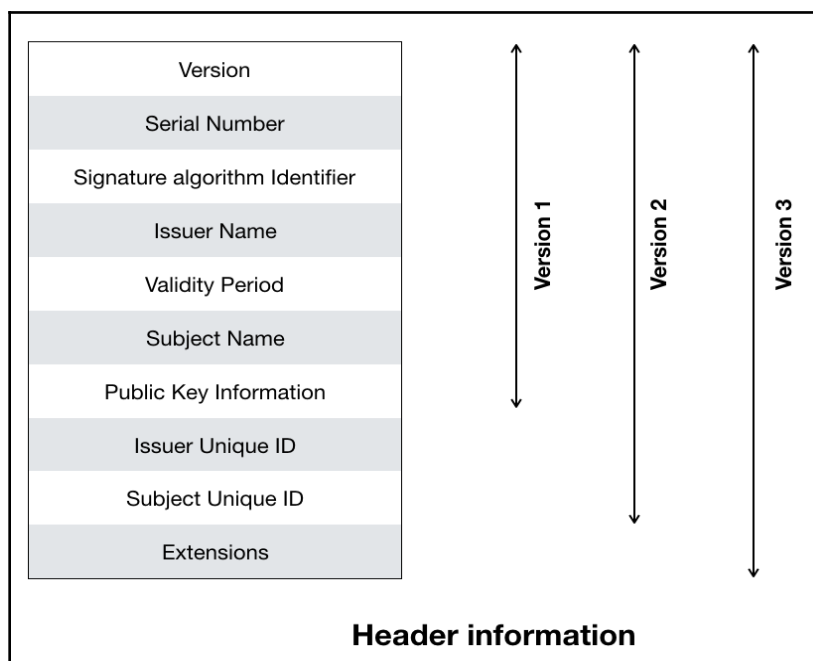 Version
Serial Number
Signature algorithm Identifier
Issuer Name
Validity Period
Subject Name
Public Key Information
Issuer Unique ID
Subject Unique ID
Extensions
Version 1
Version 2
Version 3
Header information